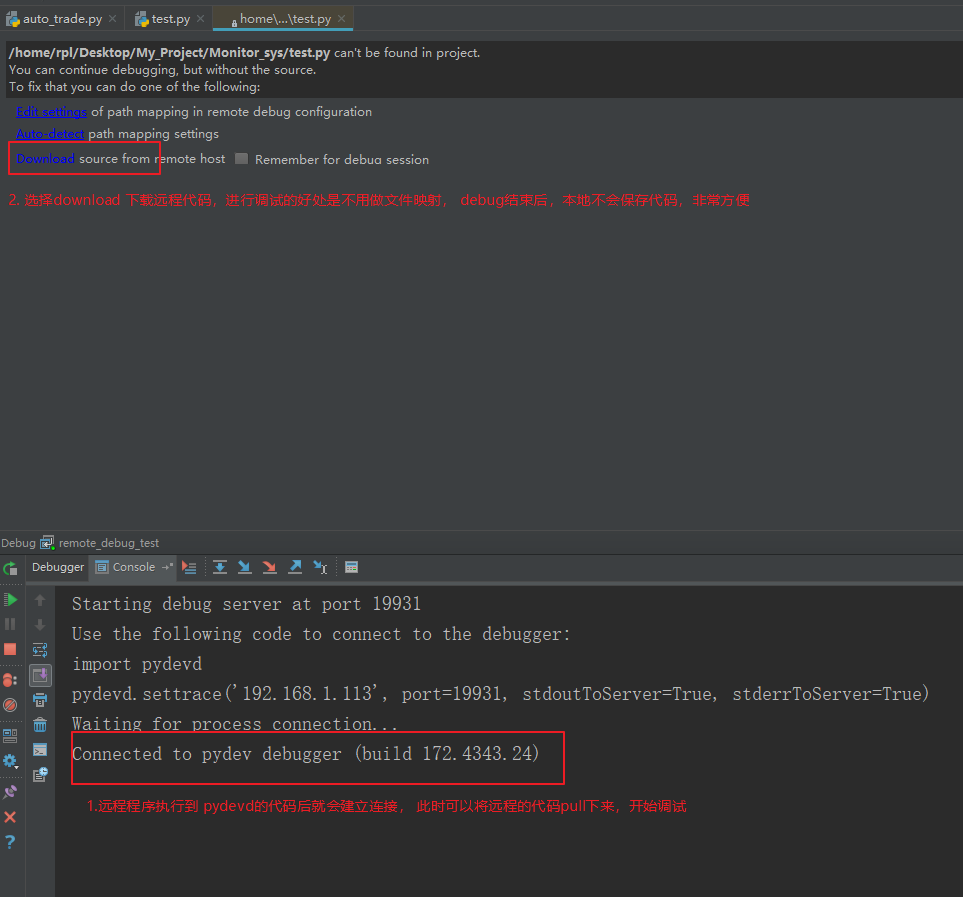 auto_trade.py
test.py
home\...\test.py
/home/rpl/Desktop/My_Project/Monitor_sys/test.py can't be found in project.
You can continue debugging, but without the source.
To fix that you can do one of the following:
Edit settings of path mapping in remote debug configuration
Auto-detect path mapping settings
Download source from remote host
Remember for debug session
2. 选择download 下载远程代码，进行调试的好处是不用做文件映射， debug结束后，本地不会保存代码，非常方便
Debug remote_debug_test
Debugger Console
Starting debug server at port 19931
Use the following code to connect to the debugger:
import pydevd
pydevd.settrace('192.168.1.113', port=19931, stdoutToServer=True, stderrToServer=True)
Waiting for process connection...
Connected to pydev debugger (build 172.4343.24)
1.远程程序执行到 pydevd的代码后就会建立连接， 此时可以将远程的代码pull下来，开始调试